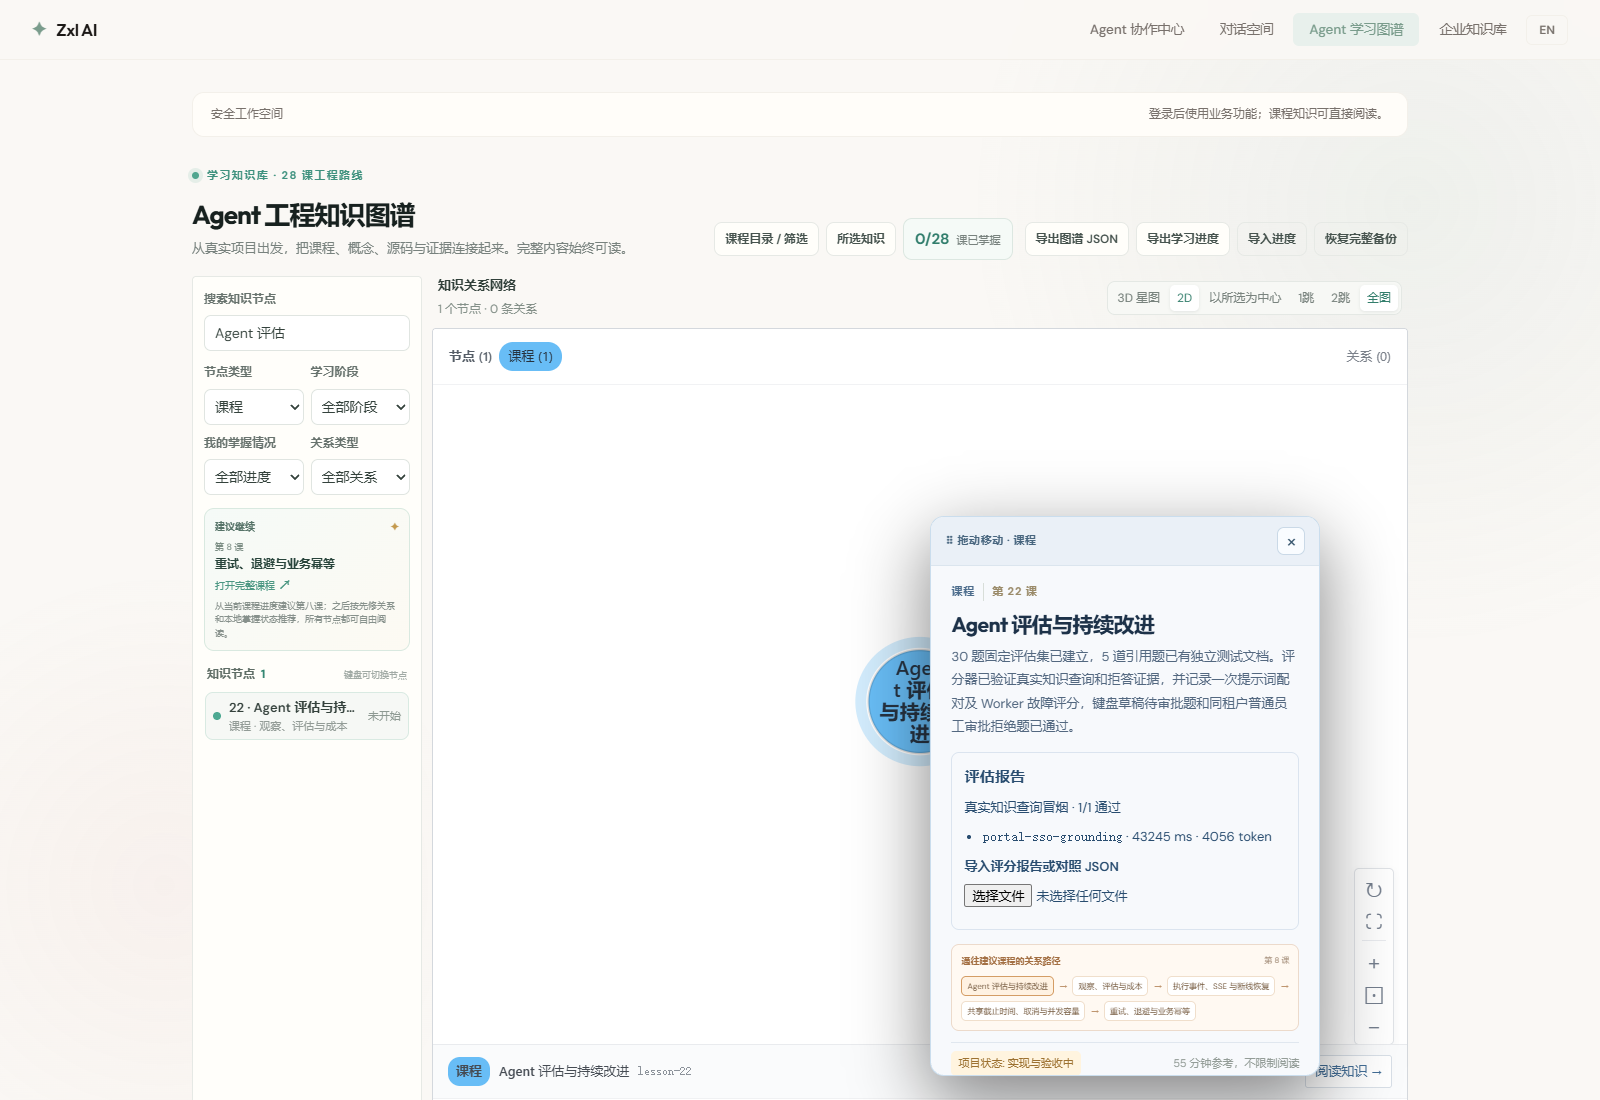 Zxl AI
Agent 协作中心
对话空间
Agent 学习图谱
企业知识库
EN
安全工作空间
登录后使用业务功能；课程知识可直接阅读。
学习知识库 · 28 课工程路线
Agent 工程知识图谱
从真实项目出发，把课程、概念、源码与证据连接起来。完整内容始终可读。
课程目录 / 筛选
所选知识
0/28 课已掌握
导出图谱 JSON
导出学习进度
导入进度
恢复完整备份
搜索知识节点
Agent 评估
节点类型
学习阶段
课程
全部阶段
我的掌握情况
关系类型
全部进度
全部关系
建议继续
第 8 课
重试、退避与业务幂等
打开完整课程 ↗
从当前课程进度建议第八课；之后按先修关系
和本地掌握状态推荐，所有节点都可自由阅
读。
知识节点 1
键盘可切换节点
22 · Agent 评估与持...
课程 · 观察、评估与成本
未开始
知识关系网络
1 个节点 · 0 条关系
3D 星图
2D
以所选为中心
1跳
2跳
全图
节点 (1)
课程 (1)
关系 (0)
Age
t 评
与持
进
⠿ 拖动移动 · 课程
×
课程
第 22 课
Agent 评估与持续改进
30 题固定评估集已建立，5 道引用题已有独立测试文档。评
分器已验证真实知识查询和拒答证据，并记录一次提示词配
对及 Worker 故障评分，键盘草稿待审批题和同租户普通员
工审批拒绝题已通过。
评估报告
真实知识查询冒烟 · 1/1 通过
• portal-sso-grounding · 43245 ms · 4056 token
导入评分报告或对照 JSON
选择文件 未选择任何文件
通往建议课程的关系路径
第 8 课
Agent 评估与持续改进 → 观察、评估与成本 → 执行事件、SSE 与断线恢复 →
共享截止时间、取消与并发容量 → 重试、退避与业务幂等
项目状态: 实现与验收中
55 分钟参考，不限制阅读
课程
Agent 评估与持续改进
lesson-22
阅读知识 →